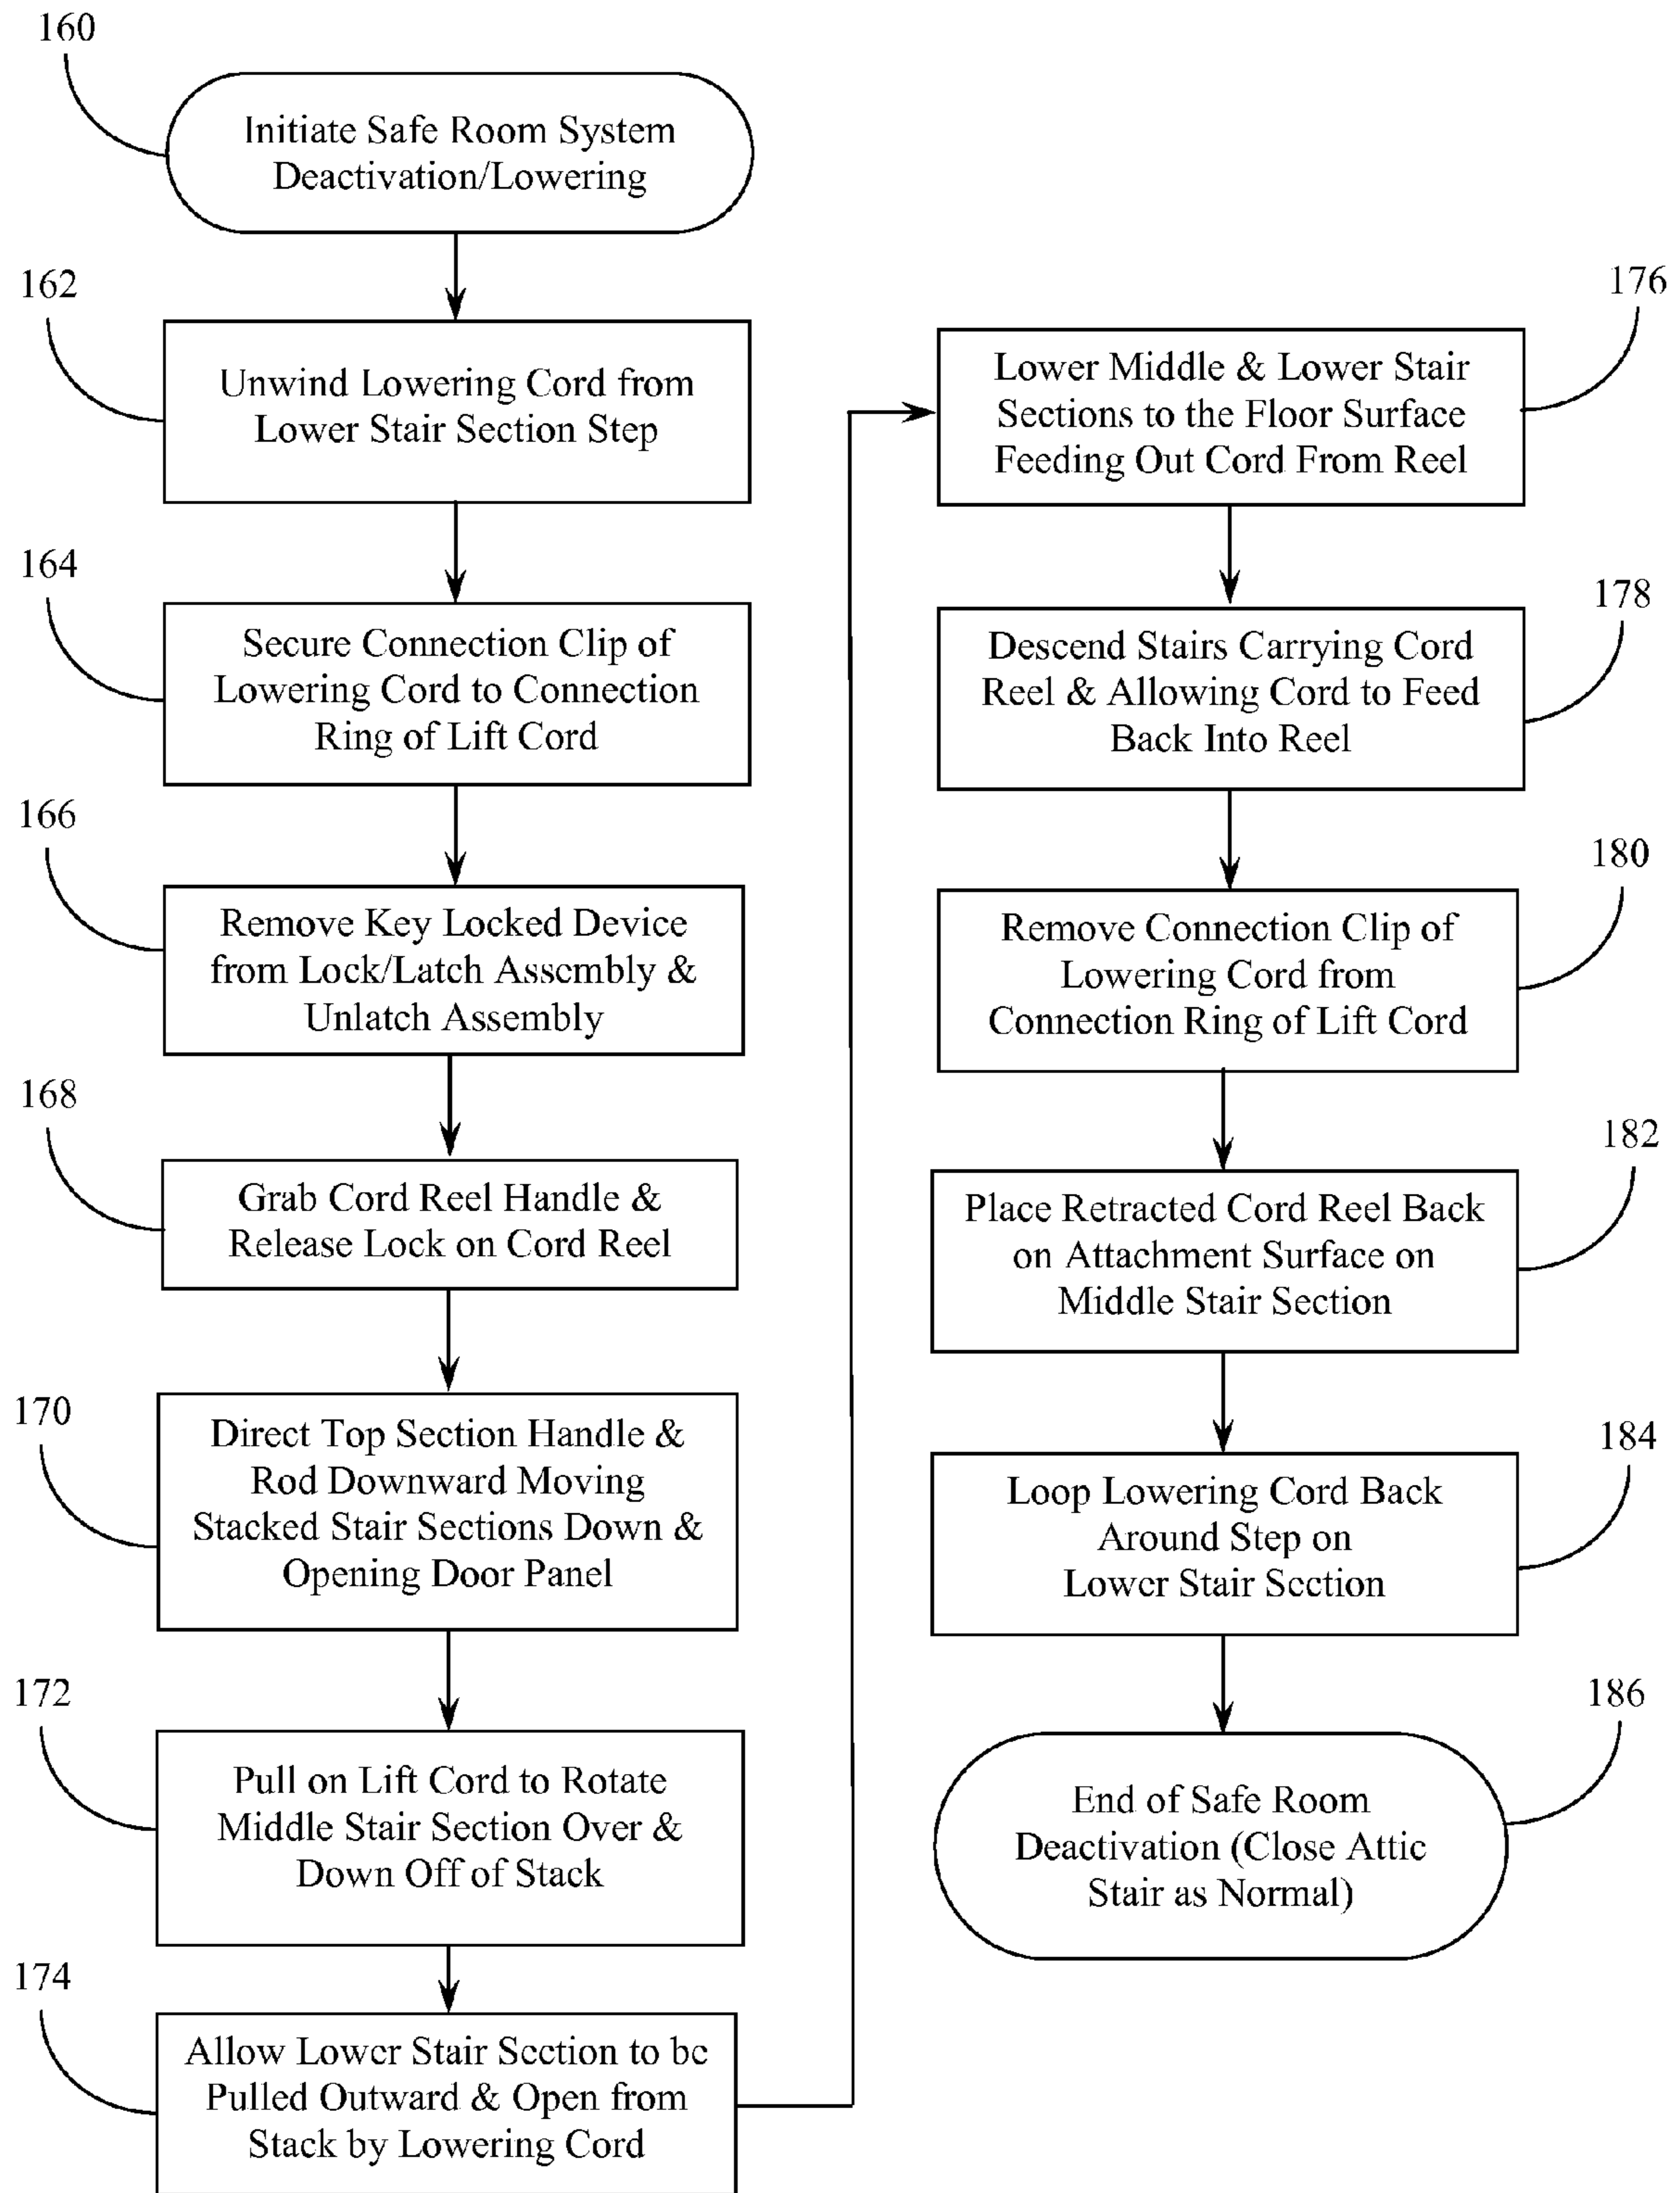 160
Initiate Safe Room System
Deactivation/Lowering
162
Unwind Lowering Cord from
Lower Stair Section Step
164
Secure Connection Clip of
Lowering Cord to Connection
Ring of Lift Cord
166
Remove Key Locked Device
from Lock/Latch Assembly &
Unlatch Assembly
168
Grab Cord Reel Handle &
Release Lock on Cord Reel
170
Direct Top Section Handle &
Rod Downward Moving
Stacked Stair Sections Down &
Opening Door Panel
172
Pull on Lift Cord to Rotate
Middle Stair Section Over &
Down Off of Stack
174
Allow Lower Stair Section to be
Pulled Outward & Open from
Stack by Lowering Cord
176
Lower Middle & Lower Stair
Sections to the Floor Surface
Feeding Out Cord From Reel
178
Descend Stairs Carrying Cord
Reel & Allowing Cord to Feed
Back Into Reel
180
Remove Connection Clip of
Lowering Cord from
Connection Ring of Lift Cord
182
Place Retracted Cord Reel Back
on Attachment Surface on
Middle Stair Section
184
Loop Lowering Cord Back
Around Step on
Lower Stair Section
186
End of Safe Room
Deactivation (Close Attic
Stair as Normal)